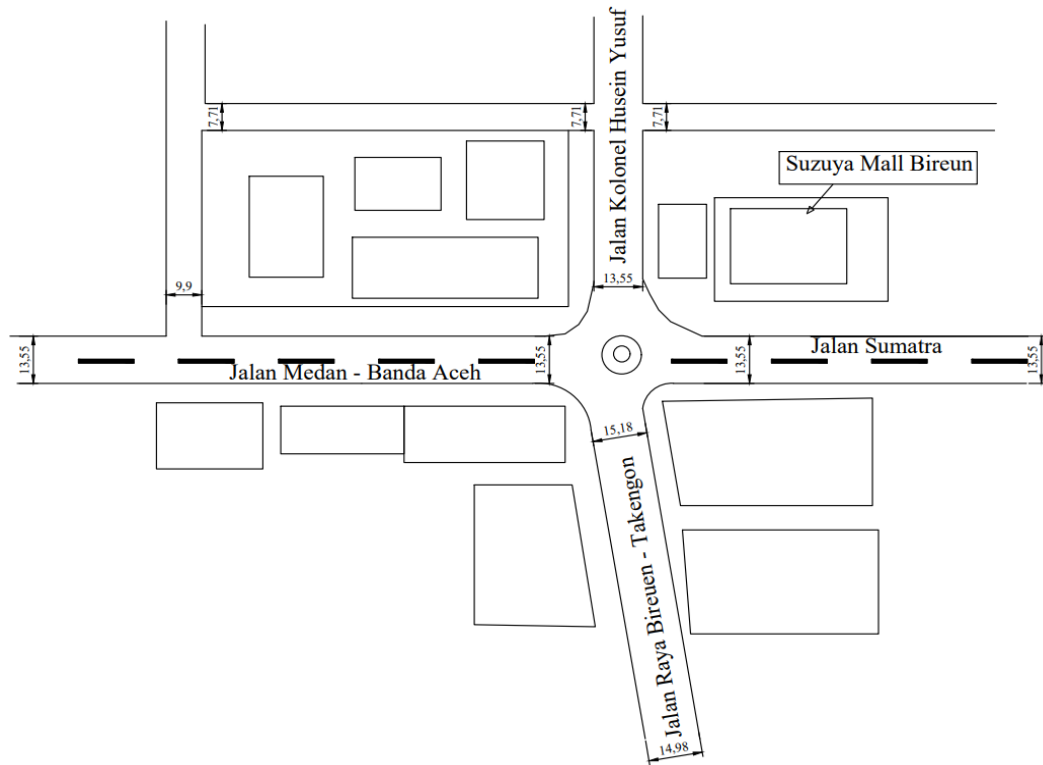 Jalan Kolonel Husein Yusuf
7,71
7,71
7,71
Suzuya Mall Bireun
9,9
13,55
13,55
13,55
13,55
13,55
Jalan Sumatra
Jalan Medan - Banda Aceh
15,18
Jalan Raya Bireuen - Takengon
14,98